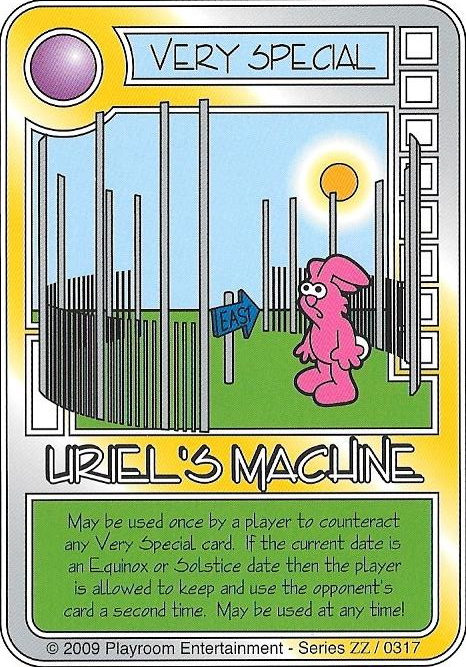 VERY SPECIAL
EAST
URIEL'S MACHINE
May be used once by a player to counteract
any Very Special card. If the current date is
an Equinox or Solstice date then the player
is allowed to keep and use the opponent's
card a second time. May be used at any time!
© 2009 Playroom Entertainment - Series ZZ / 0317